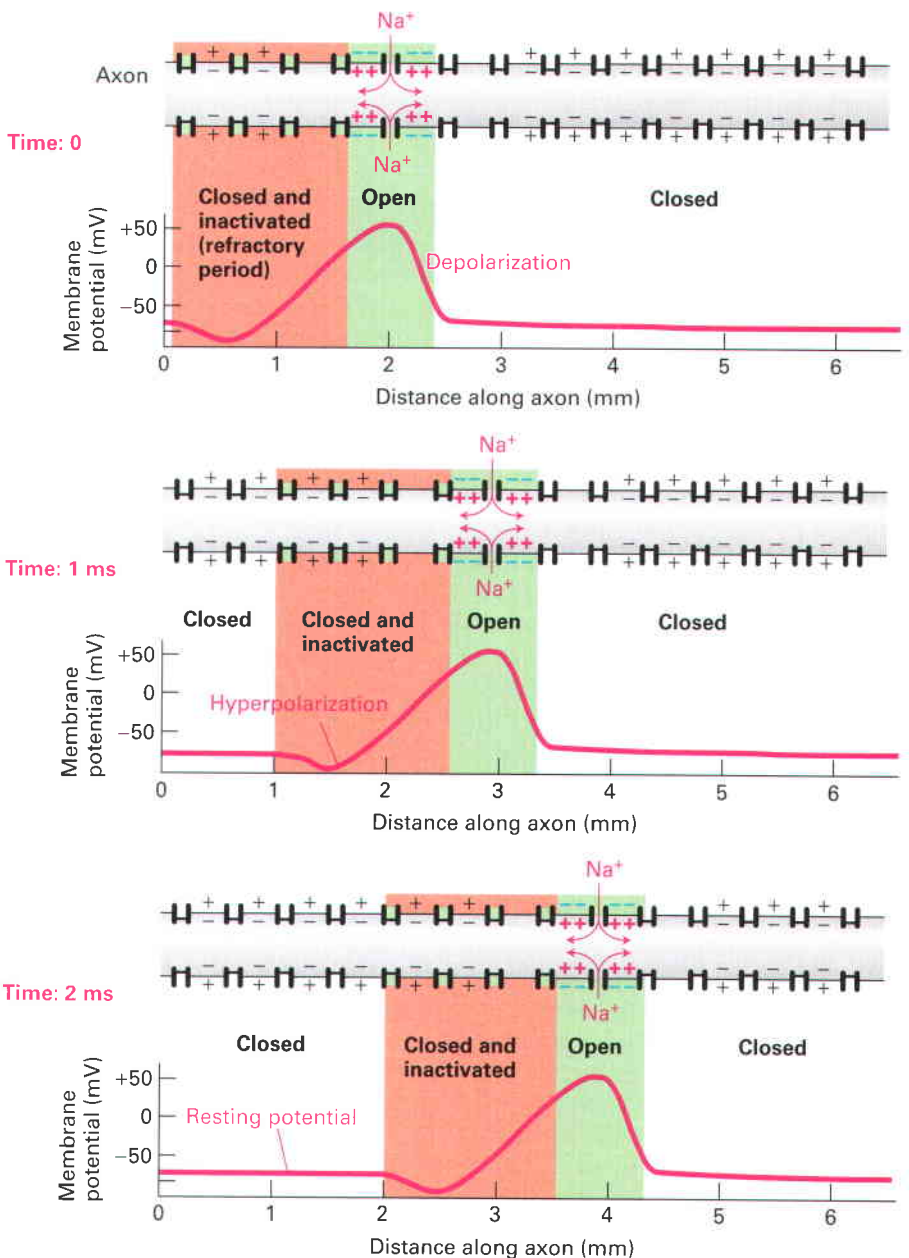 Na⁺
+ + −− −− + + + + + + +
Axon
− − ++ ++ − − − − − − −
− − ++ ++ − − − − − − −
+ + −− −− + + + + + + +
Time: 0
Na⁺
Closed and
inactivated
(refractory
period)
Open
Closed
Membrane
potential (mV)
+50
0
−50
Depolarization
0 1 2 3 4 5 6
Distance along axon (mm)
Na⁺
+ + + + −− −− + + + + +
− − − − ++ ++ − − − − −
− − − − ++ ++ − − − − −
+ + + + −− −− + + + + +
Time: 1 ms
Na⁺
Closed
Closed and
inactivated
Open
Closed
Membrane
potential (mV)
+50
0
−50
Hyperpolarization
0 1 2 3 4 5 6
Distance along axon (mm)
Na⁺
+ + + + + + −− −− + + +
− − − − − − ++ ++ − − −
− − − − − − ++ ++ − − −
+ + + + + + −− −− + + +
Time: 2 ms
Na⁺
Closed
Closed and
inactivated
Open
Closed
Membrane
potential (mV)
+50
0
−50
Resting potential
0 1 2 3 4 5 6
Distance along axon (mm)